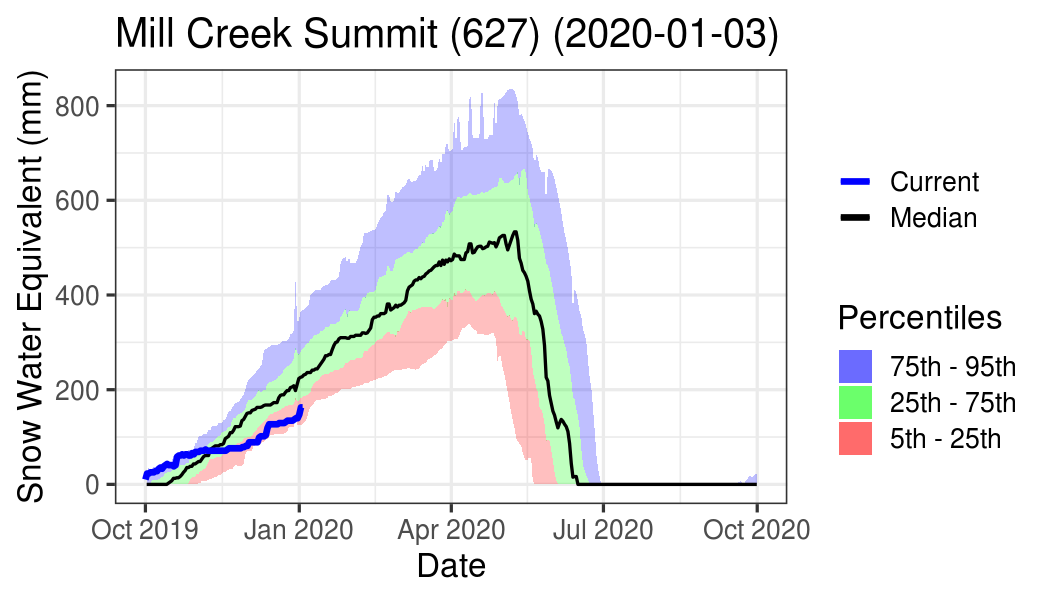 Mill Creek Summit (627) (2020-01-03)
Snow Water Equivalent (mm)
800
600
400
200
0
Oct 2019
Jan 2020
Apr 2020
Jul 2020
Oct 2020
Date
Current
Median
Percentiles
75th - 95th
25th - 75th
5th - 25th